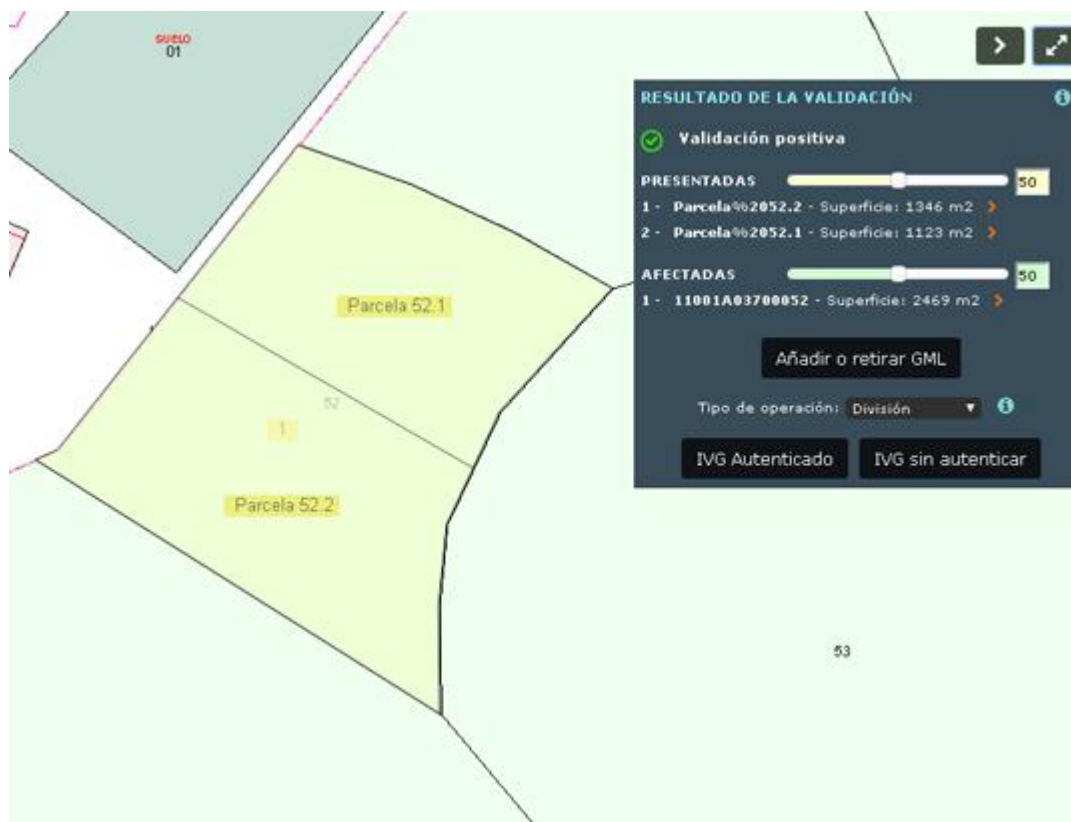 SUELO
01
RESULTADO DE LA VALIDACIÓN
Validación positiva
PRESENTADAS 50
1 - Parcela%2052.2 - Superficie: 1346 m2
2 - Parcela%2052.1 - Superficie: 1123 m2
AFECTADAS 50
1 - 11001A03700052 - Superficie: 2469 m2
Añadir o retirar GML
Tipo de operación: División
IVG Autenticado IVG sin autenticar
Parcela 52.1
52
1
Parcela 52.2
53